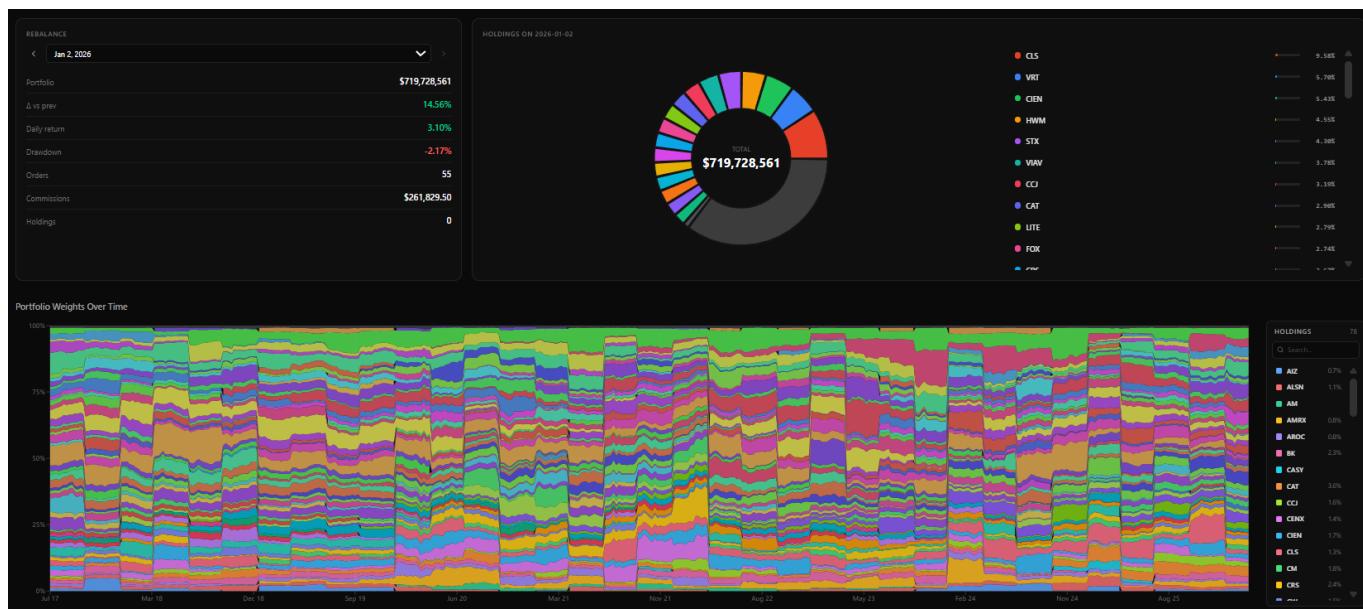 REBALANCE
Jan 2, 2026
Portfolio $719,728,561
Δ vs prev 14.56%
Daily return 3.10%
Drawdown -2.17%
Orders 55
Commissions $261,829.50
Holdings 0
HOLDINGS ON 2026-01-02
TOTAL
$719,728,561
CLS 9.58%
VRT 5.70%
CIEN 5.43%
HWM 4.55%
STX 4.30%
VIAV 3.78%
CCJ 3.19%
CAT 2.90%
LITE 2.79%
FOX 2.74%
Portfolio Weights Over Time
100%
75%
50%
25%
0%
Jul 17 Mar 18 Dec 18 Sep 19 Jun 20 Mar 21 Nov 21 Aug 22 May 23 Feb 24 Nov 24 Aug 25
HOLDINGS 78
Search...
AIZ 0.7%
ALSN 1.1%
AM
AMRX 0.8%
AROC 0.8%
BK 2.3%
CASY
CAT 3.6%
CCJ 1.6%
CENX 1.4%
CIEN 1.7%
CLS 1.3%
CM 1.8%
CRS 2.4%